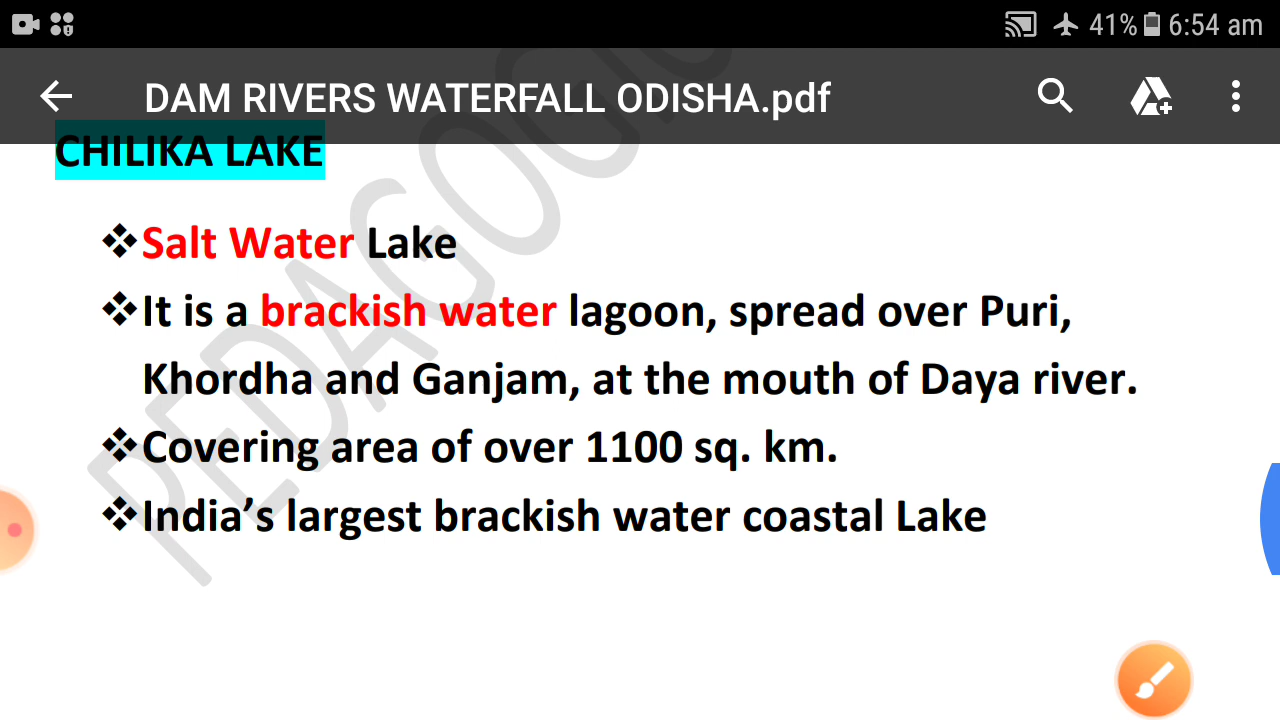 41% 6:54 am
DAM RIVERS WATERFALL ODISHA.pdf
CHILIKA LAKE
❖Salt Water Lake
❖It is a brackish water lagoon, spread over Puri,
Khordha and Ganjam, at the mouth of Daya river.
❖Covering area of over 1100 sq. km.
❖India’s largest brackish water coastal Lake